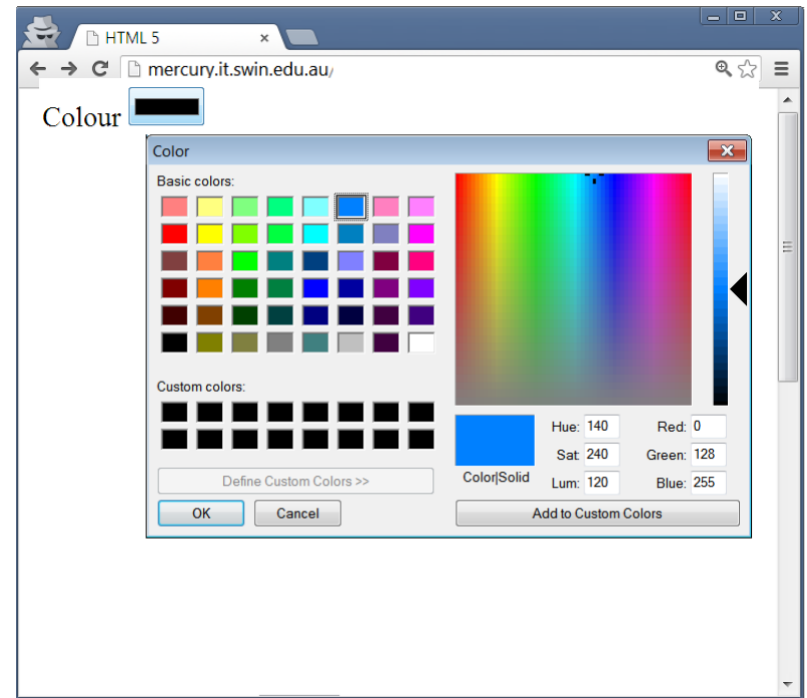 HTML 5
mercury.it.swin.edu.au/
Colour
Color
Basic colors:
Custom colors:
Define Custom Colors >>
OK Cancel
Color|Solid
Hue: 140 Red: 0
Sat: 240 Green: 128
Lum: 120 Blue: 255
Add to Custom Colors